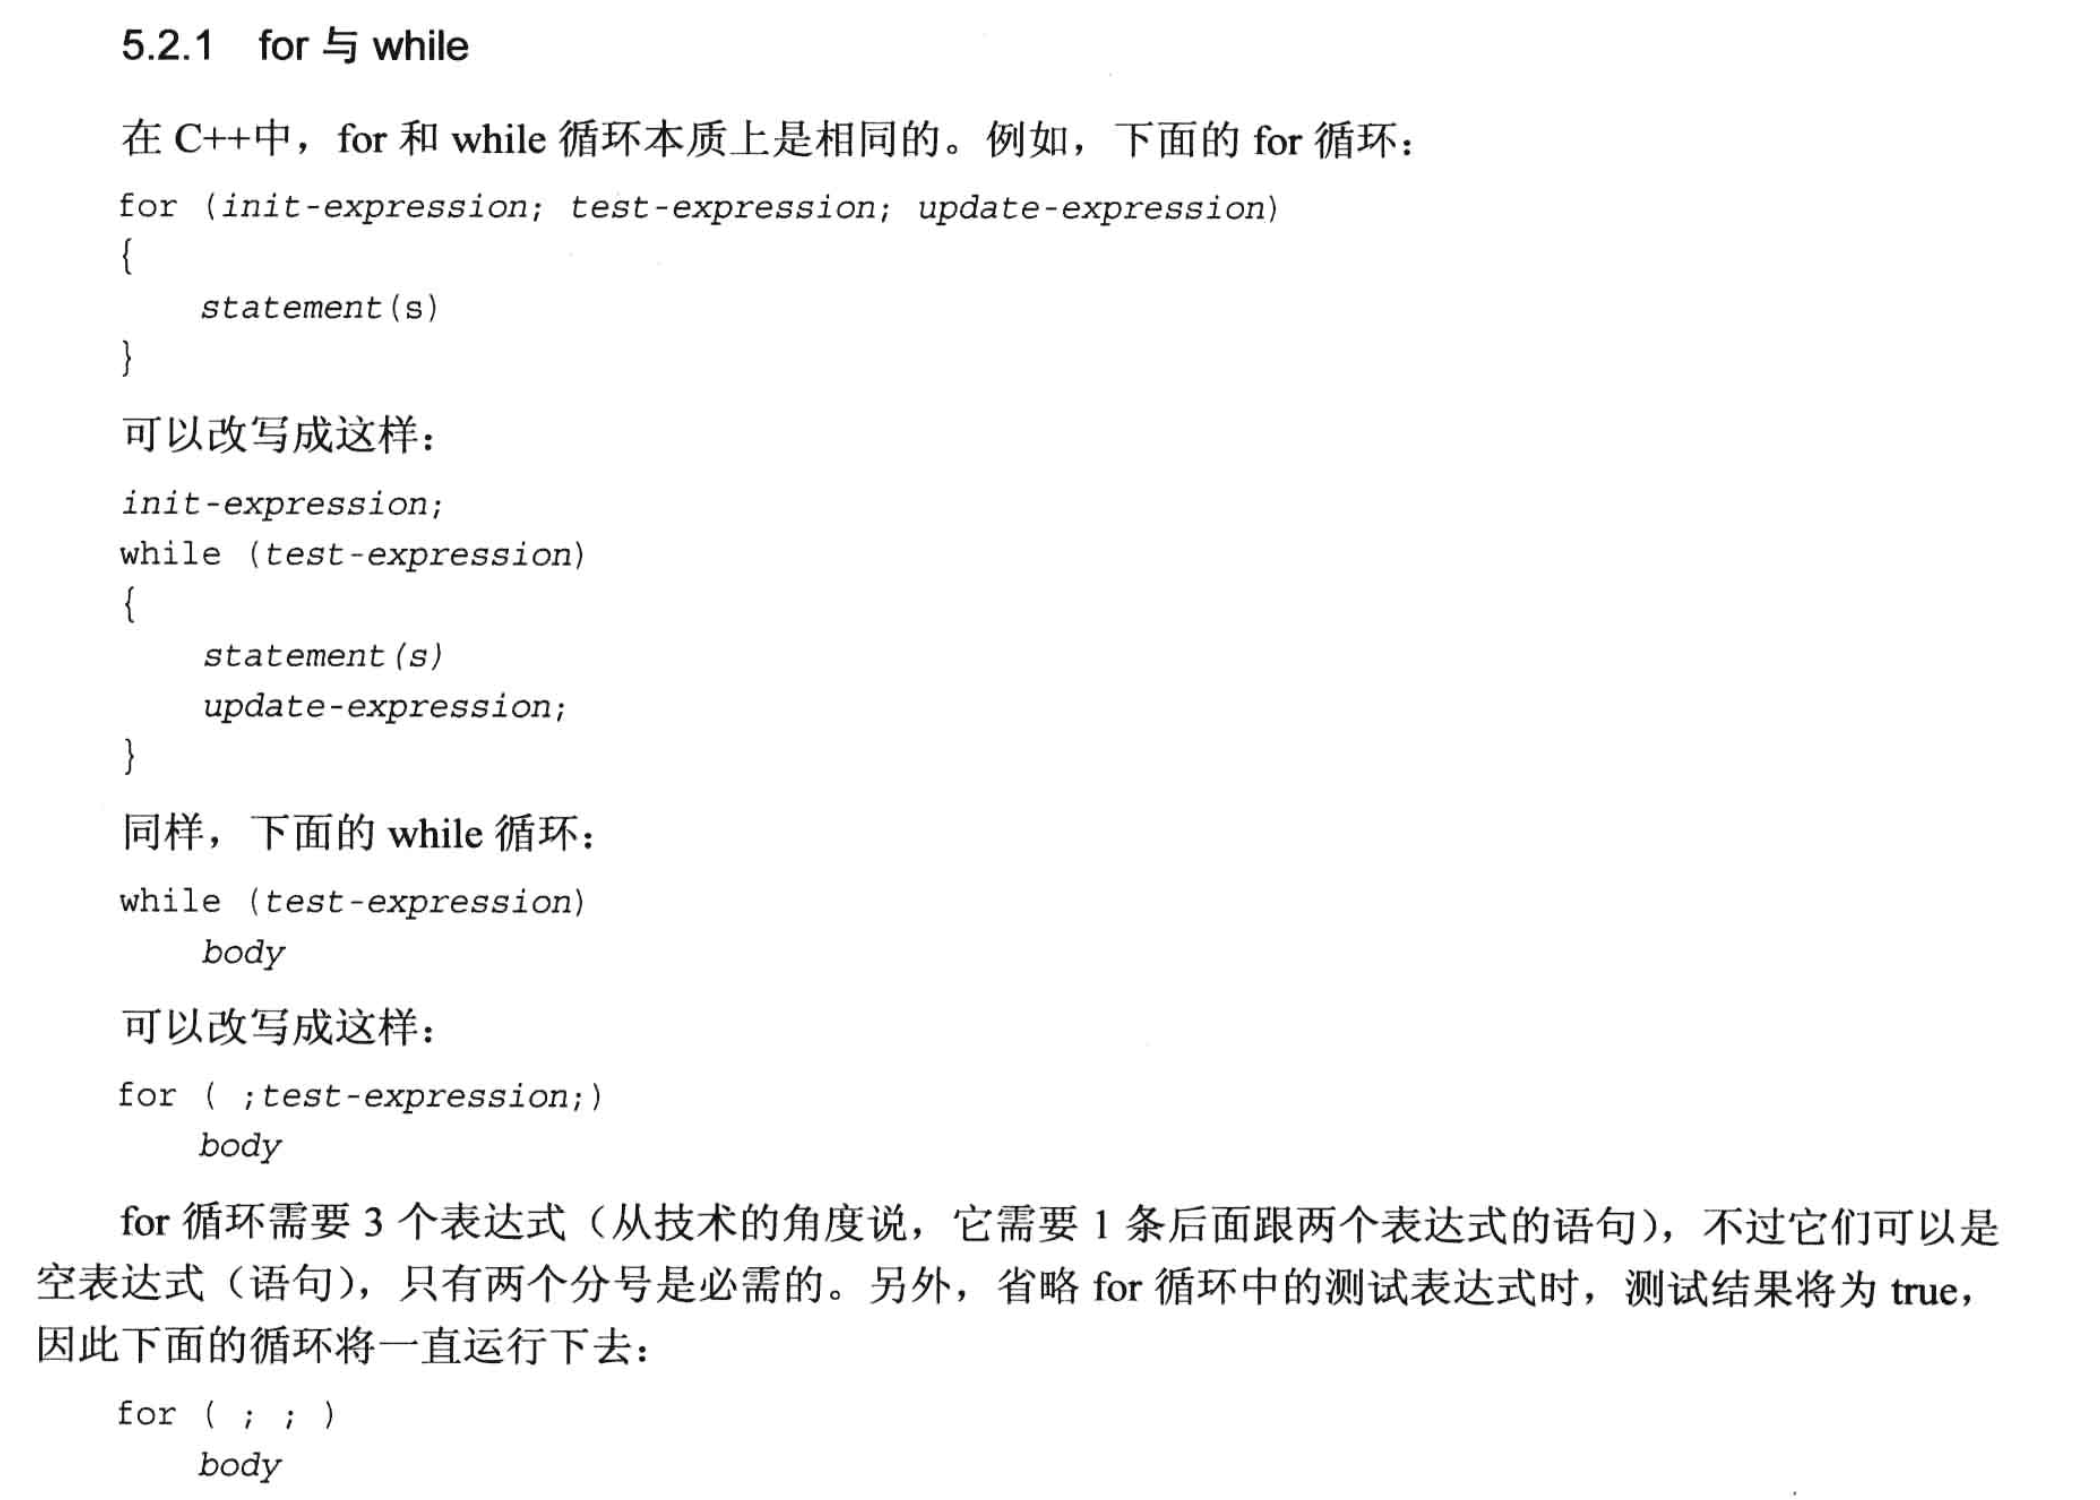 5.2.1 for 与 while
在 C++中，for 和 while 循环本质上是相同的。例如，下面的 for 循环：
for (init-expression; test-expression; update-expression)
{
    statement(s)
}
可以改写成这样：
init-expression;
while (test-expression)
{
    statement(s)
    update-expression;
}
同样，下面的 while 循环：
while (test-expression)
    body
可以改写成这样：
for ( ;test-expression;)
    body
for 循环需要 3 个表达式（从技术的角度说，它需要 1 条后面跟两个表达式的语句），不过它们可以是
空表达式（语句），只有两个分号是必需的。另外，省略 for 循环中的测试表达式时，测试结果将为 true，
因此下面的循环将一直运行下去：
for ( ; ; )
    body